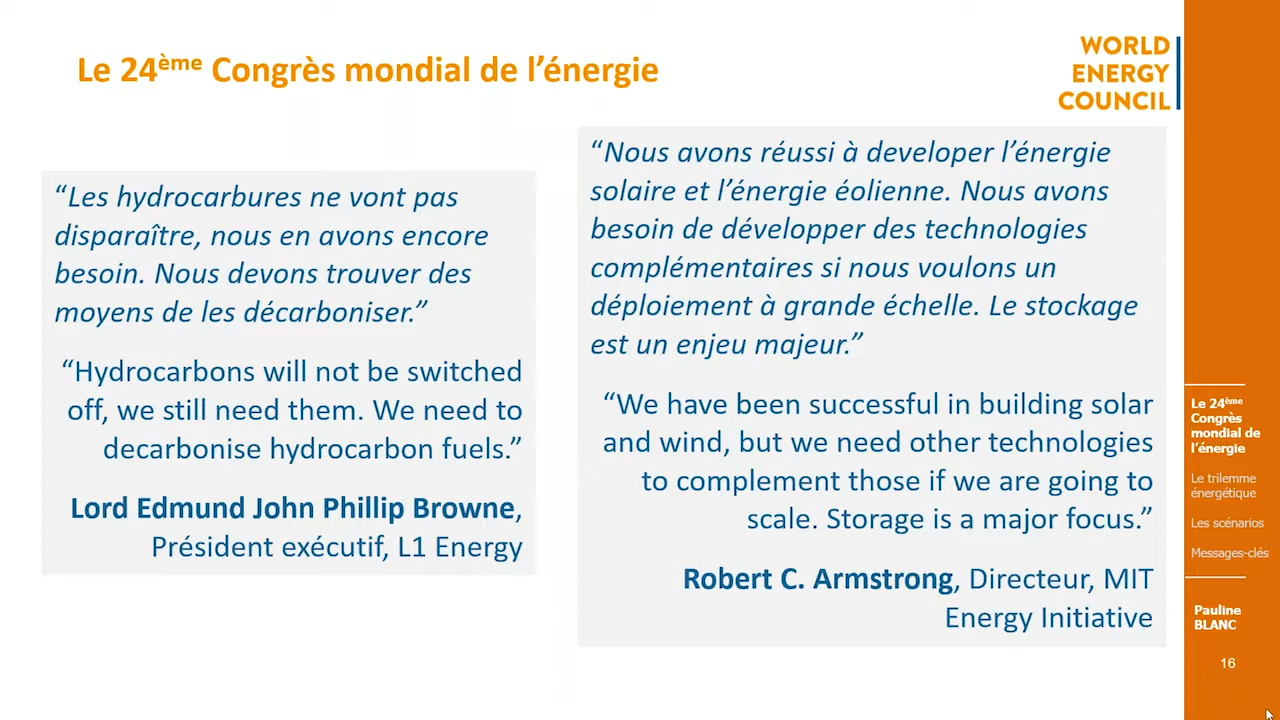 Le 24ème Congrès mondial de l’énergie
WORLD
ENERGY
COUNCIL
“Les hydrocarbures ne vont pas
disparaître, nous en avons encore
besoin. Nous devons trouver des
moyens de les décarboniser.”
“Hydrocarbons will not be switched
off, we still need them. We need to
decarbonise hydrocarbon fuels.”
Lord Edmund John Phillip Browne,
Président exécutif, L1 Energy
“Nous avons réussi à developer l’énergie
solaire et l’énergie éolienne. Nous avons
besoin de développer des technologies
complémentaires si nous voulons un
déploiement à grande échelle. Le stockage
est un enjeu majeur.”
“We have been successful in building solar
and wind, but we need other technologies
to complement those if we are going to
scale. Storage is a major focus.”
Robert C. Armstrong, Directeur, MIT
Energy Initiative
Le 24ème
Congrès
mondial de
l’énergie
Le trilemme
énergétique
Les scénarios
Messages-clés
Pauline
BLANC
16